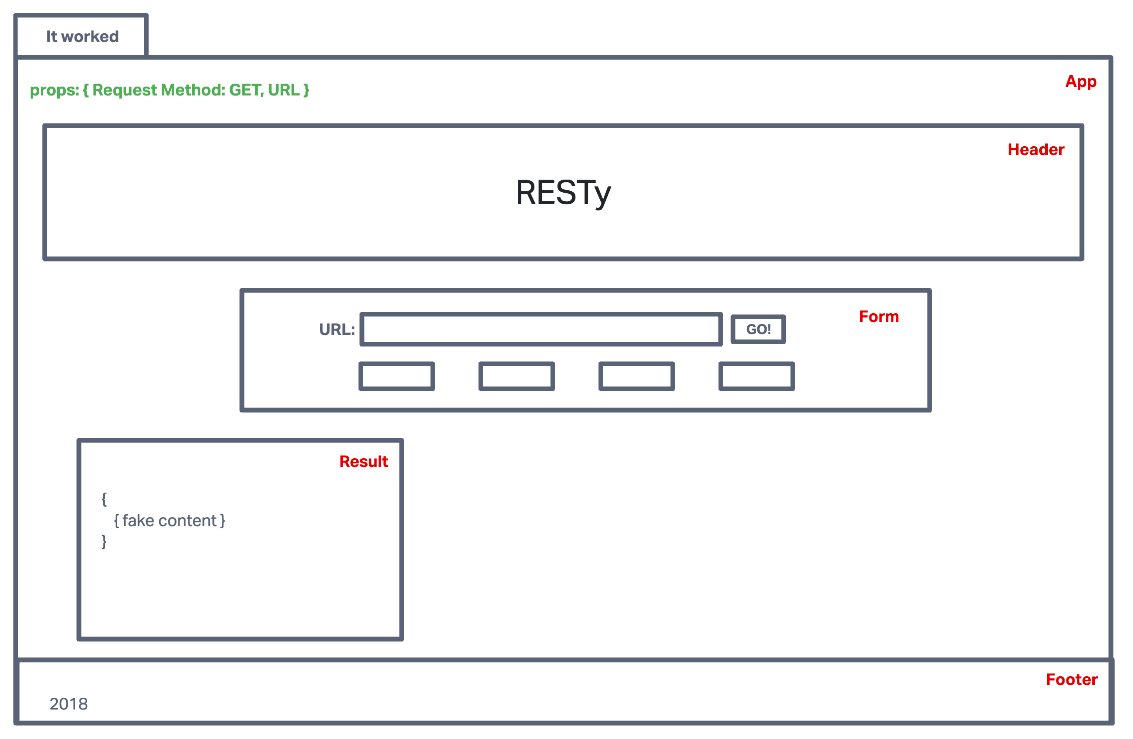 It worked
props: { Request Method: GET, URL }
App
Header
RESTy
Form
URL:
GO!
Result
{
{ fake content }
}
Footer
2018